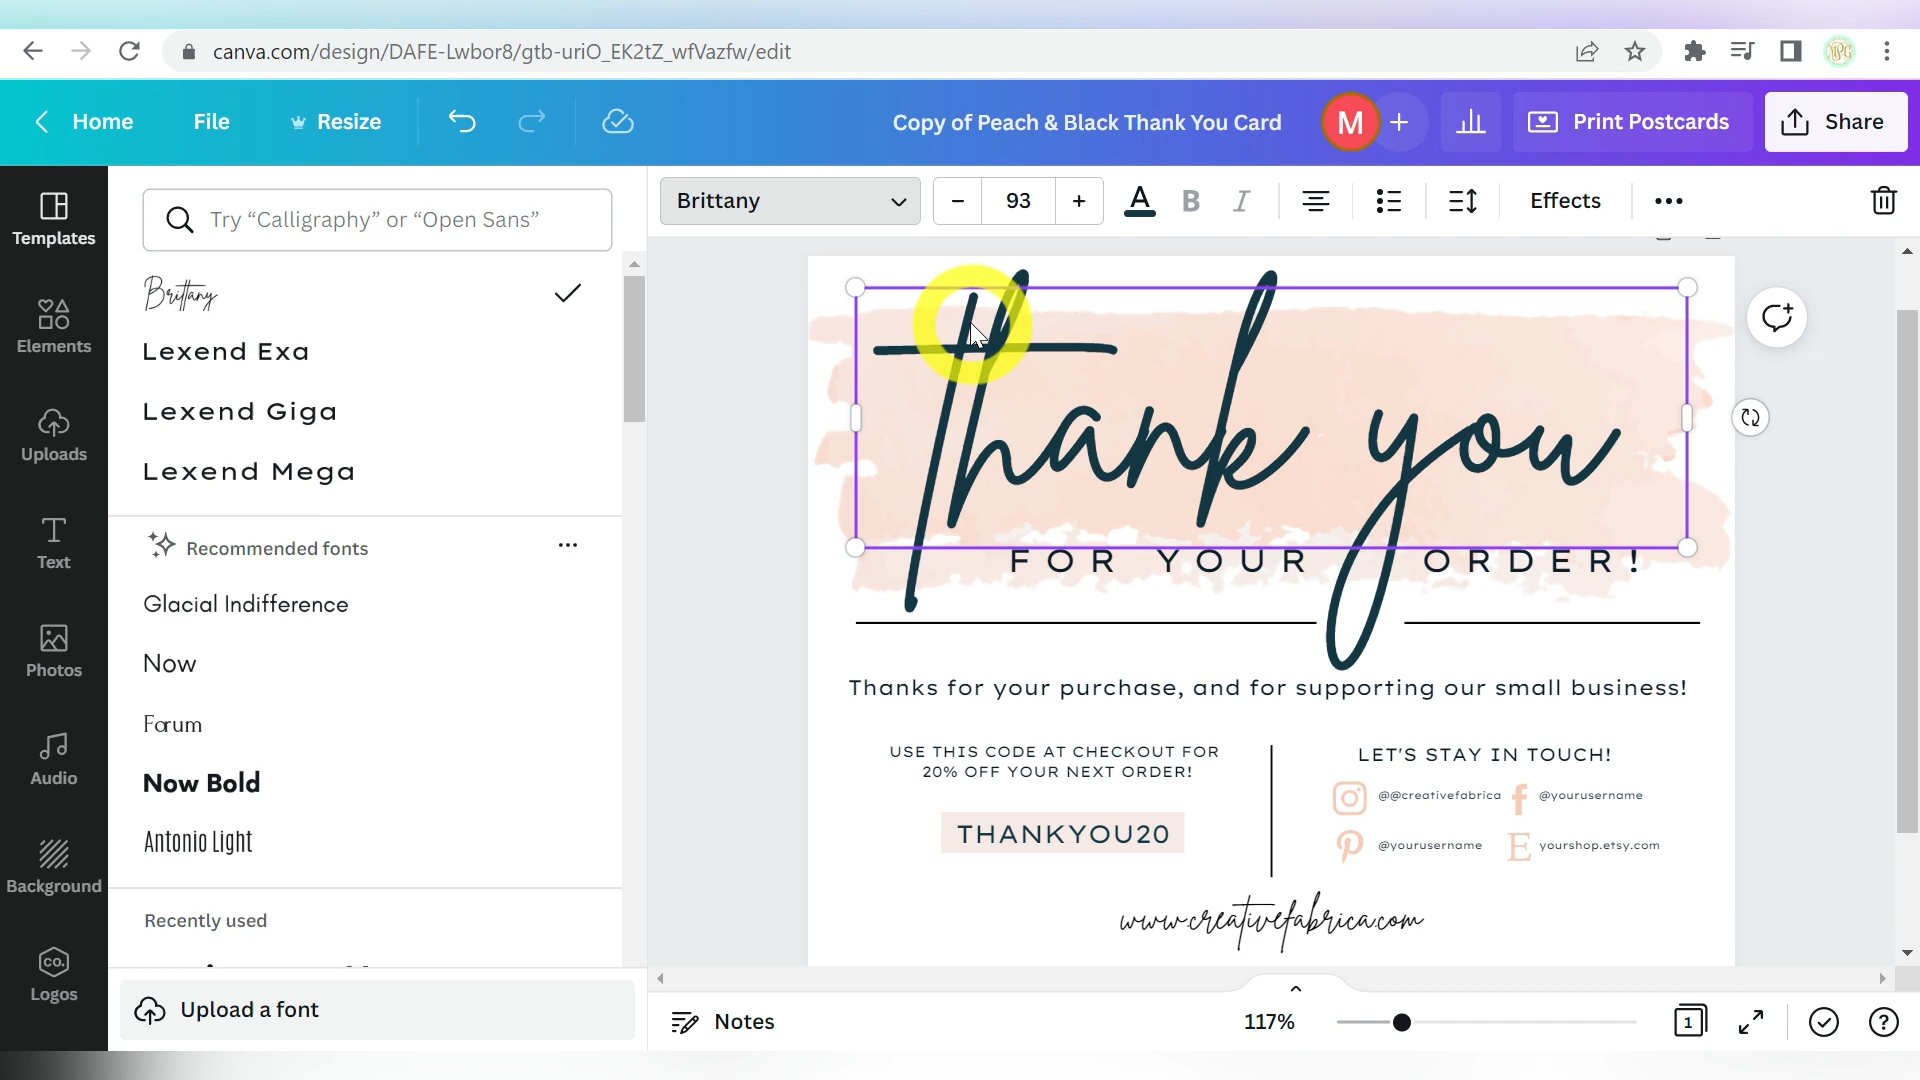 canva.com/design/DAFE-Lwbor8/gtb-uriO_EK2tZ_wfVazfw/edit
Home File Resize Copy of Peach & Black Thank You Card M Print Postcards Share
Templates
Elements
Uploads
Text
Photos
Audio
Background
Logos
Try “Calligraphy” or “Open Sans”
Brittany
Lexend Exa
Lexend Giga
Lexend Mega
Recommended fonts
Glacial Indifference
Now
Forum
Now Bold
Antonio Light
Recently used
Upload a font
Brittany 93 A B I Effects
Thank you
FOR YOUR ORDER!
Thanks for your purchase, and for supporting our small business!
USE THIS CODE AT CHECKOUT FOR
20% OFF YOUR NEXT ORDER!
THANKYOU20
LET'S STAY IN TOUCH!
@@creativefabrica @yourusername
@yourusername E yourshop.etsy.com
www.creativefabrica.com
Notes 117% 1
CO.